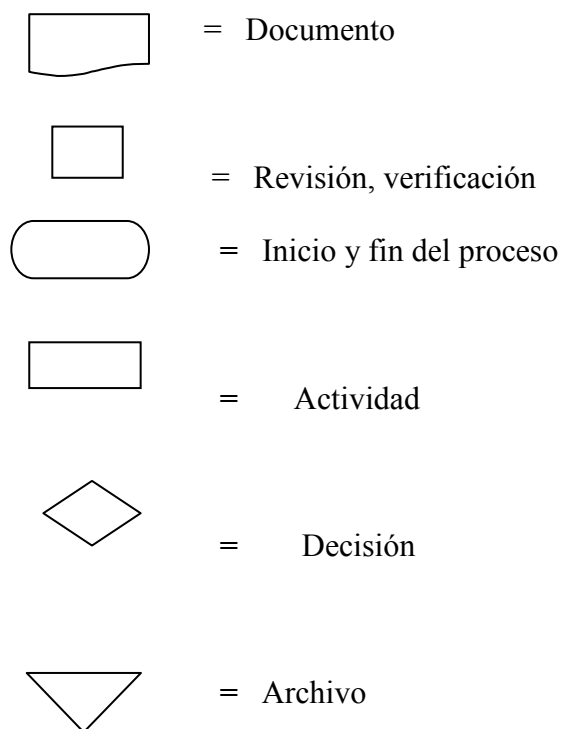 = Documento
= Revisión, verificación
= Inicio y fin del proceso
= Actividad
= Decisión
= Archivo